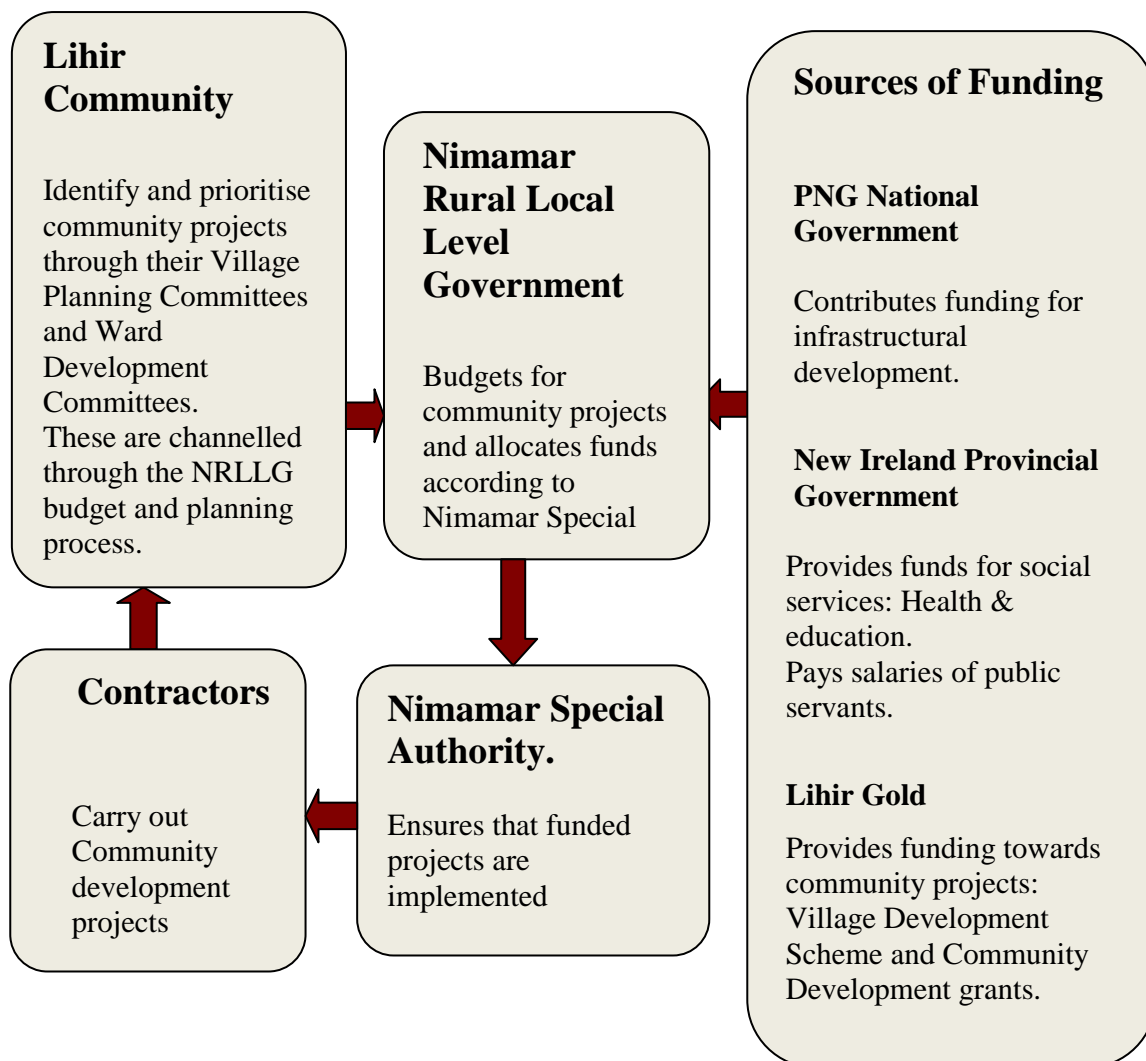 Lihir
Community
Identify and prioritise
community projects
through their Village
Planning Committees
and Ward
Development
Committees.
These are channelled
through the NRLLG
budget and planning
process.
Nimamar
Rural Local
Level
Government
Budgets for
community projects
and allocates funds
according to
Nimamar Special
Sources of Funding
PNG National
Government
Contributes funding for
infrastructural
development.
New Ireland Provincial
Government
Provides funds for social
services: Health &
education.
Pays salaries of public
servants.
Lihir Gold
Provides funding towards
community projects:
Village Development
Scheme and Community
Development grants.
Contractors
Carry out
Community
development
projects
Nimamar Special
Authority.
Ensures that funded
projects are
implemented